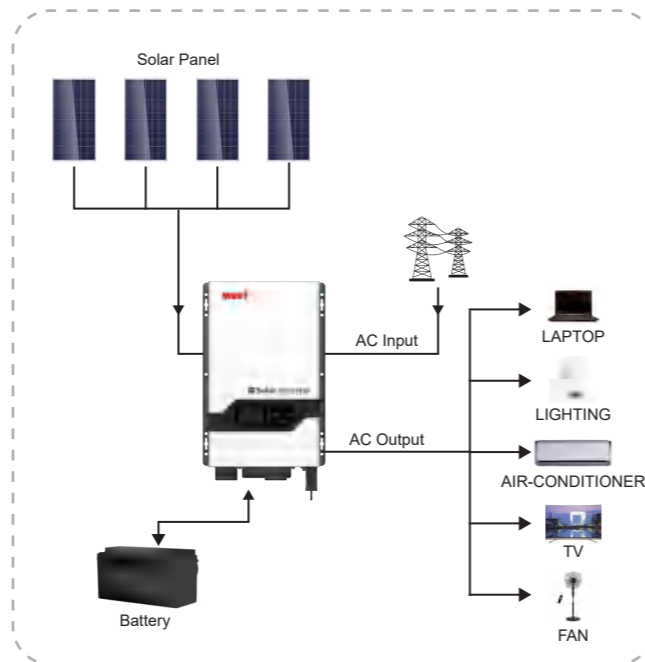 Solar Panel
AC Input
LAPTOP
LIGHTING
AC Output
AIR-CONDITIONER
TV
Battery
FAN